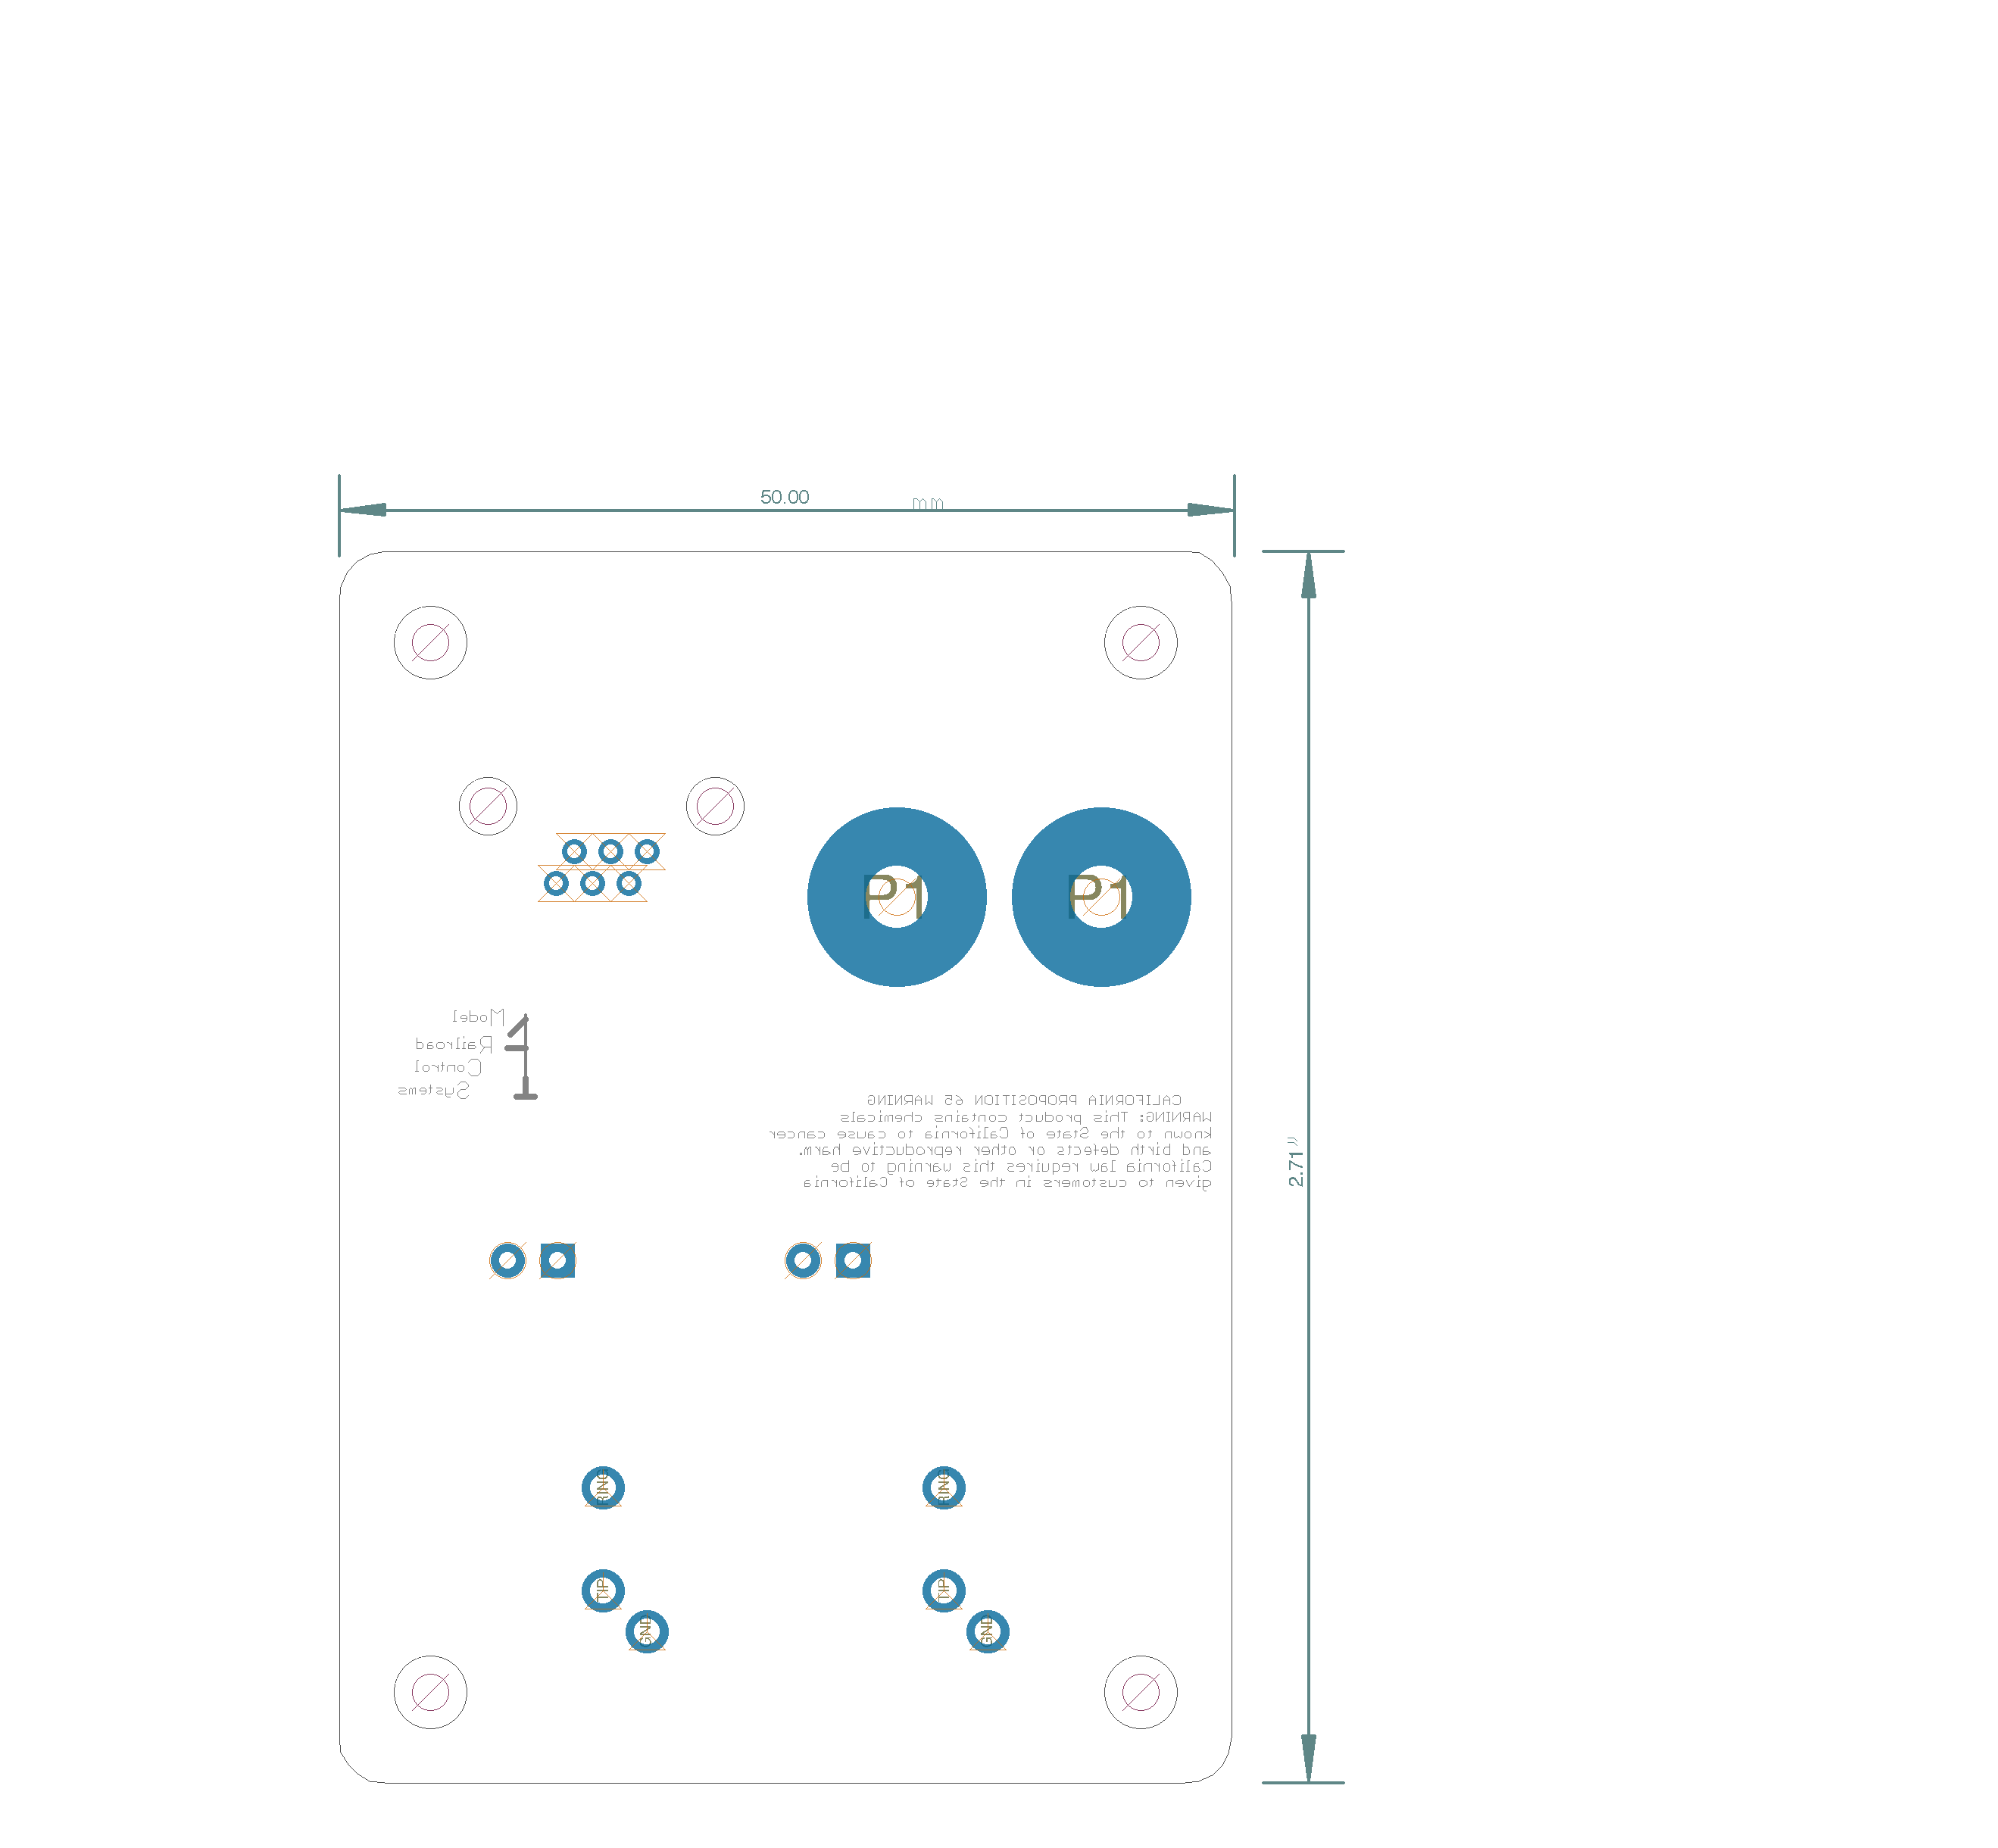 50.00 mm
P1 P1
Model
Railroad
Control
Systems
CALIFORNIA PROPOSITION 65 WARNING
WARNING: This product contains chemicals
known to the State of California to cause cancer
and birth defects or other reproductive harm.
California law requires this warning to be
given to customers in the State of California
2.71"
RING RING
TIP TIP
GND GND